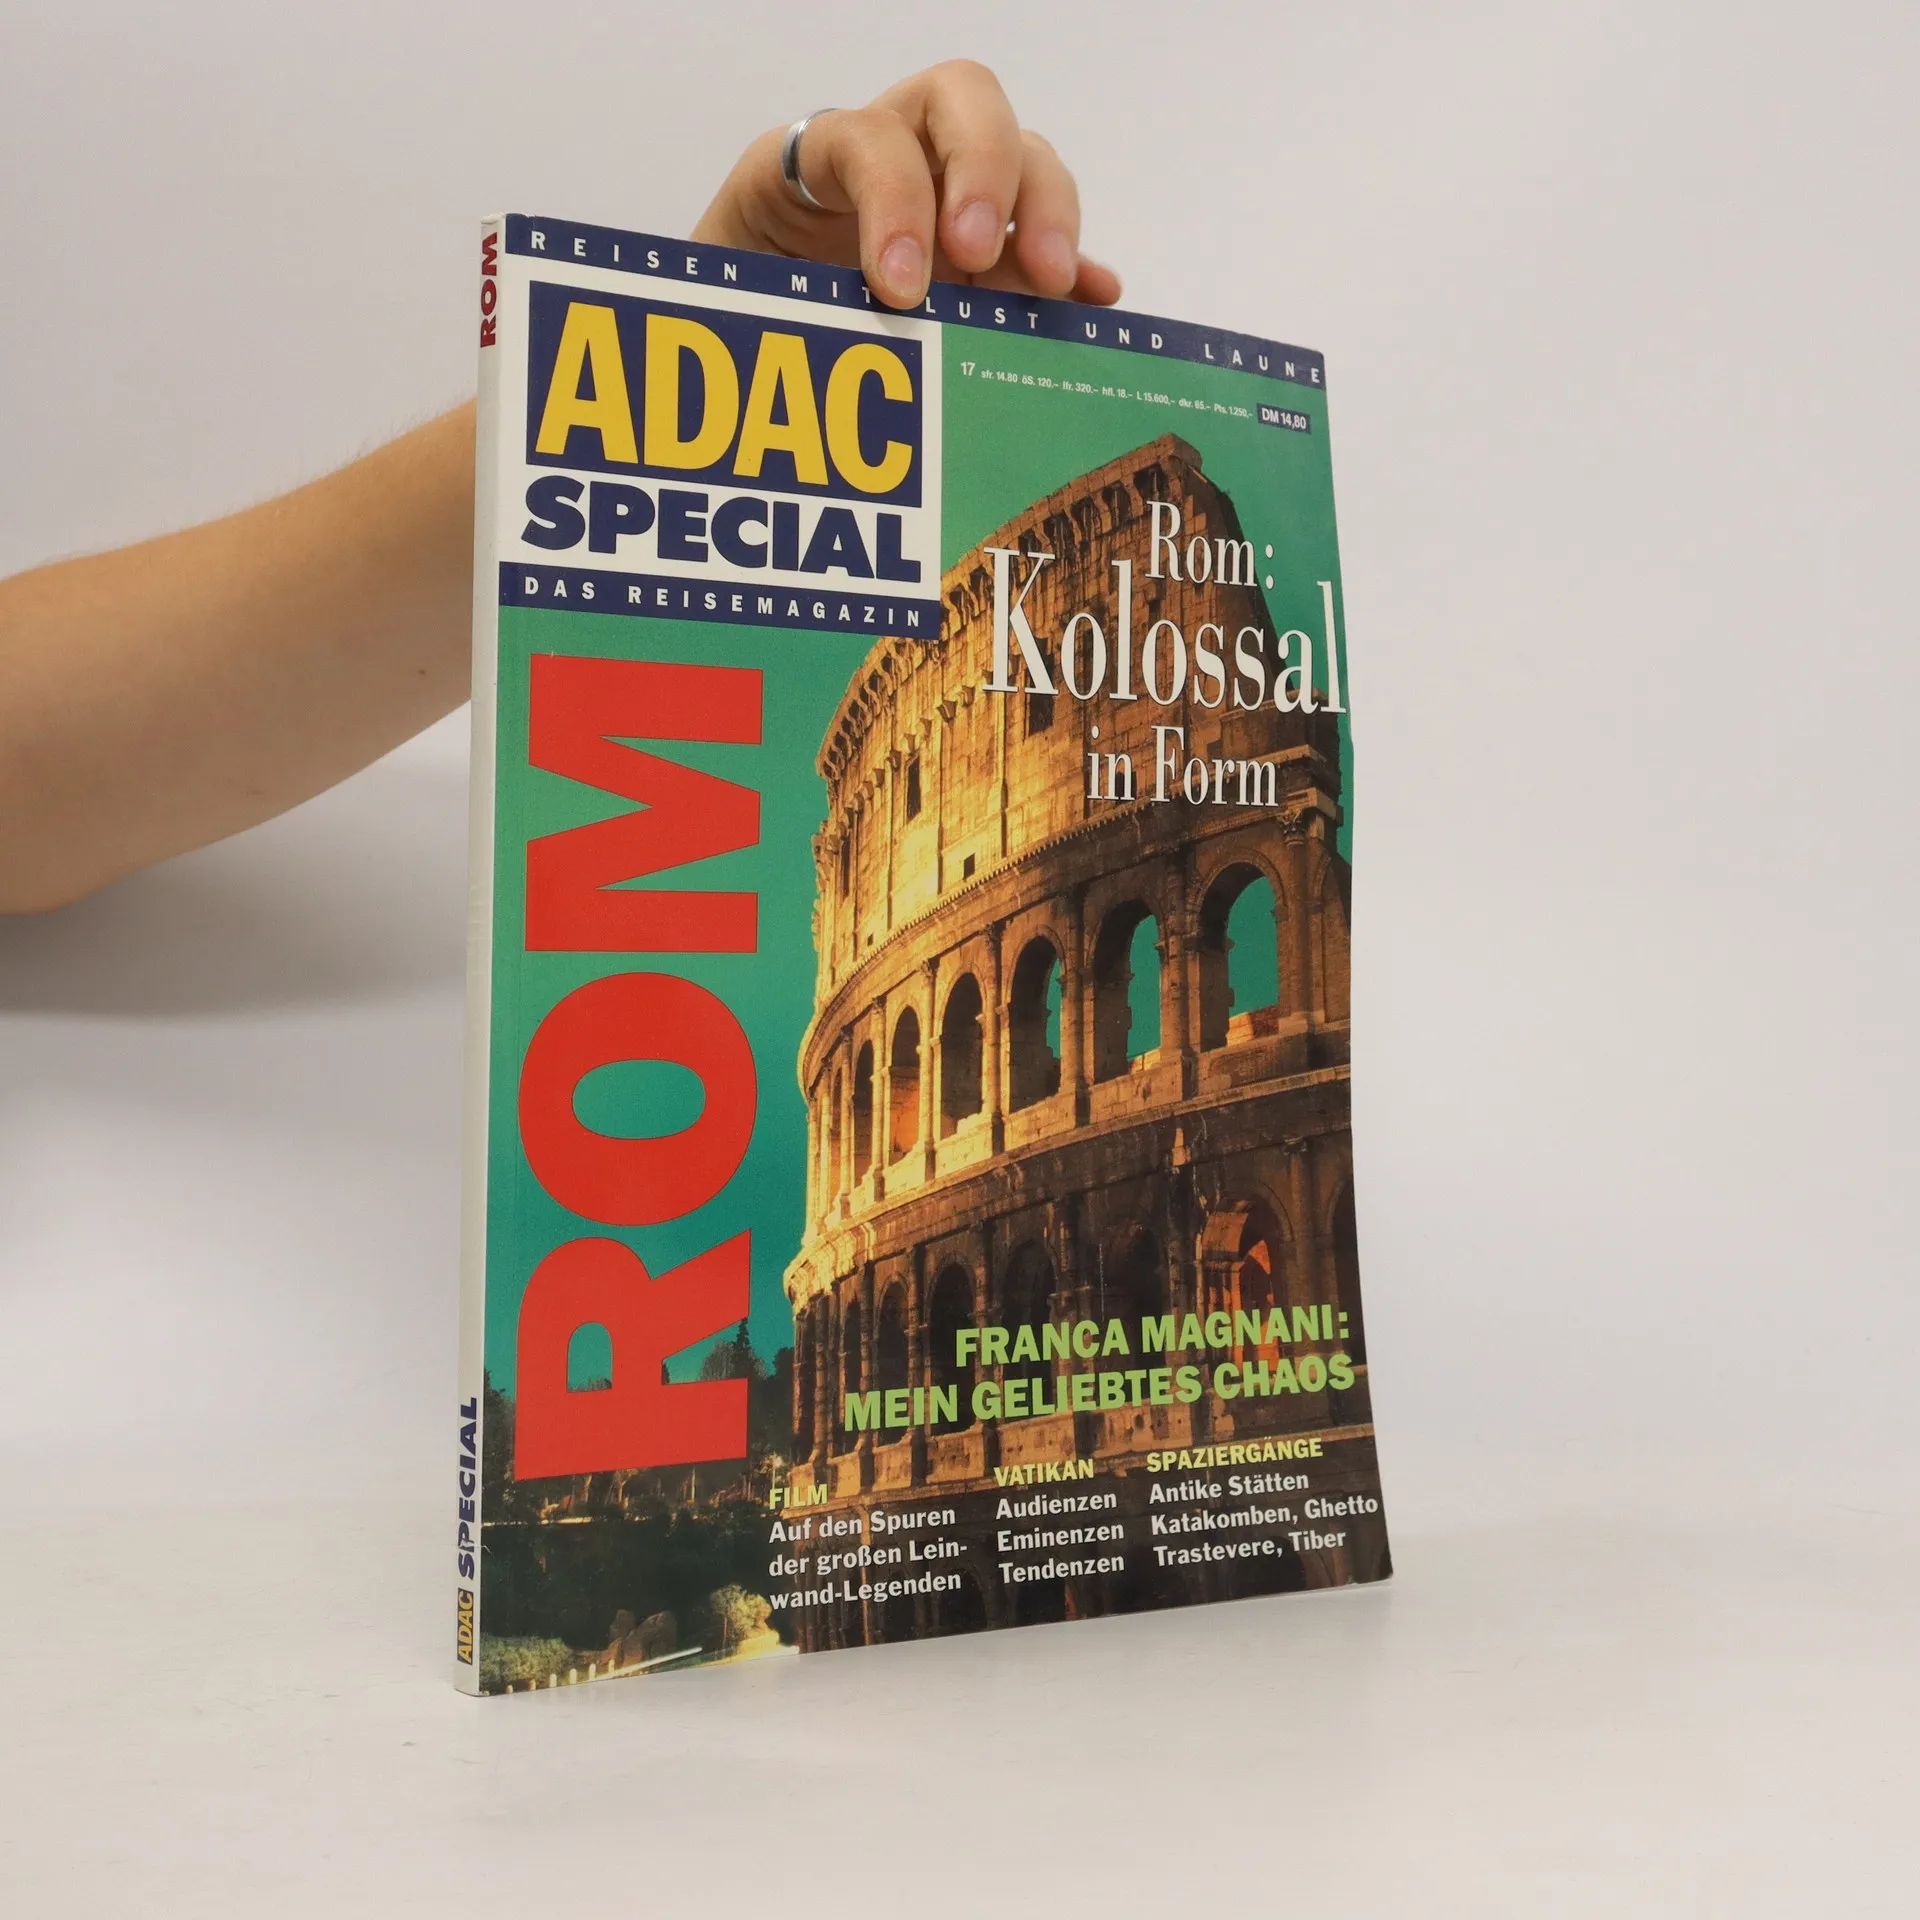 REISEN MIT LUST UND LAUNE
ADAC
SPECIAL
DAS REISEMAGAZIN
17 sfr. 14.80 öS. 120.– lfr. 320.– hfl. 18.– L 15.600,– dkr. 65.– Pts. 1.250,– DM 14,80
Rom:
Kolossal
in Form
ROM
FRANCA MAGNANI:
MEIN GELIEBTES CHAOS
FILM
Auf den Spuren
der großen Lein-
wand-Legenden
VATIKAN
Audienzen
Eminenzen
Tendenzen
SPAZIERGÄNGE
Antike Stätten
Katakomben, Ghetto
Trastevere, Tiber
ROM
ADAC SPECIAL